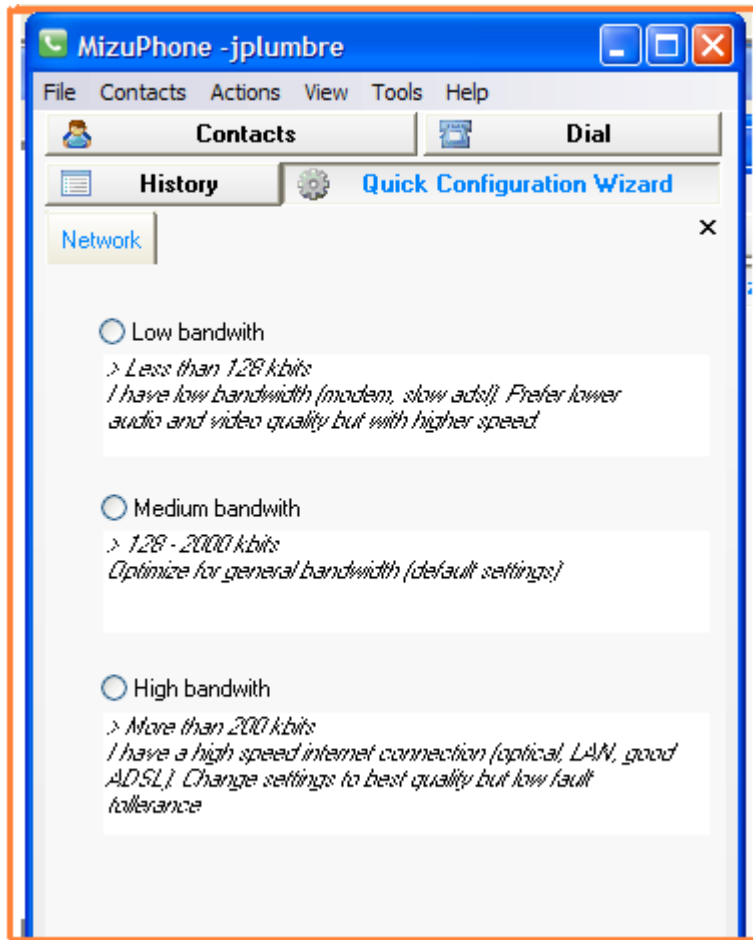 MizuPhone -jplumbre
File Contacts Actions View Tools Help
Contacts Dial
History Quick Configuration Wizard
Network
Low bandwith
> Less than 128 kbits
I have low bandwidth (modem, slow adsl). Prefer lower
audio and video quality but with higher speed.
Medium bandwith
> 128 - 2000 kbits
Optimize for general bandwidth (default settings)
High bandwith
> More than 200 kbits
I have a high speed internet connection (optical, LAN, good
ADSL). Change settings to best quality but low fault
tollerance